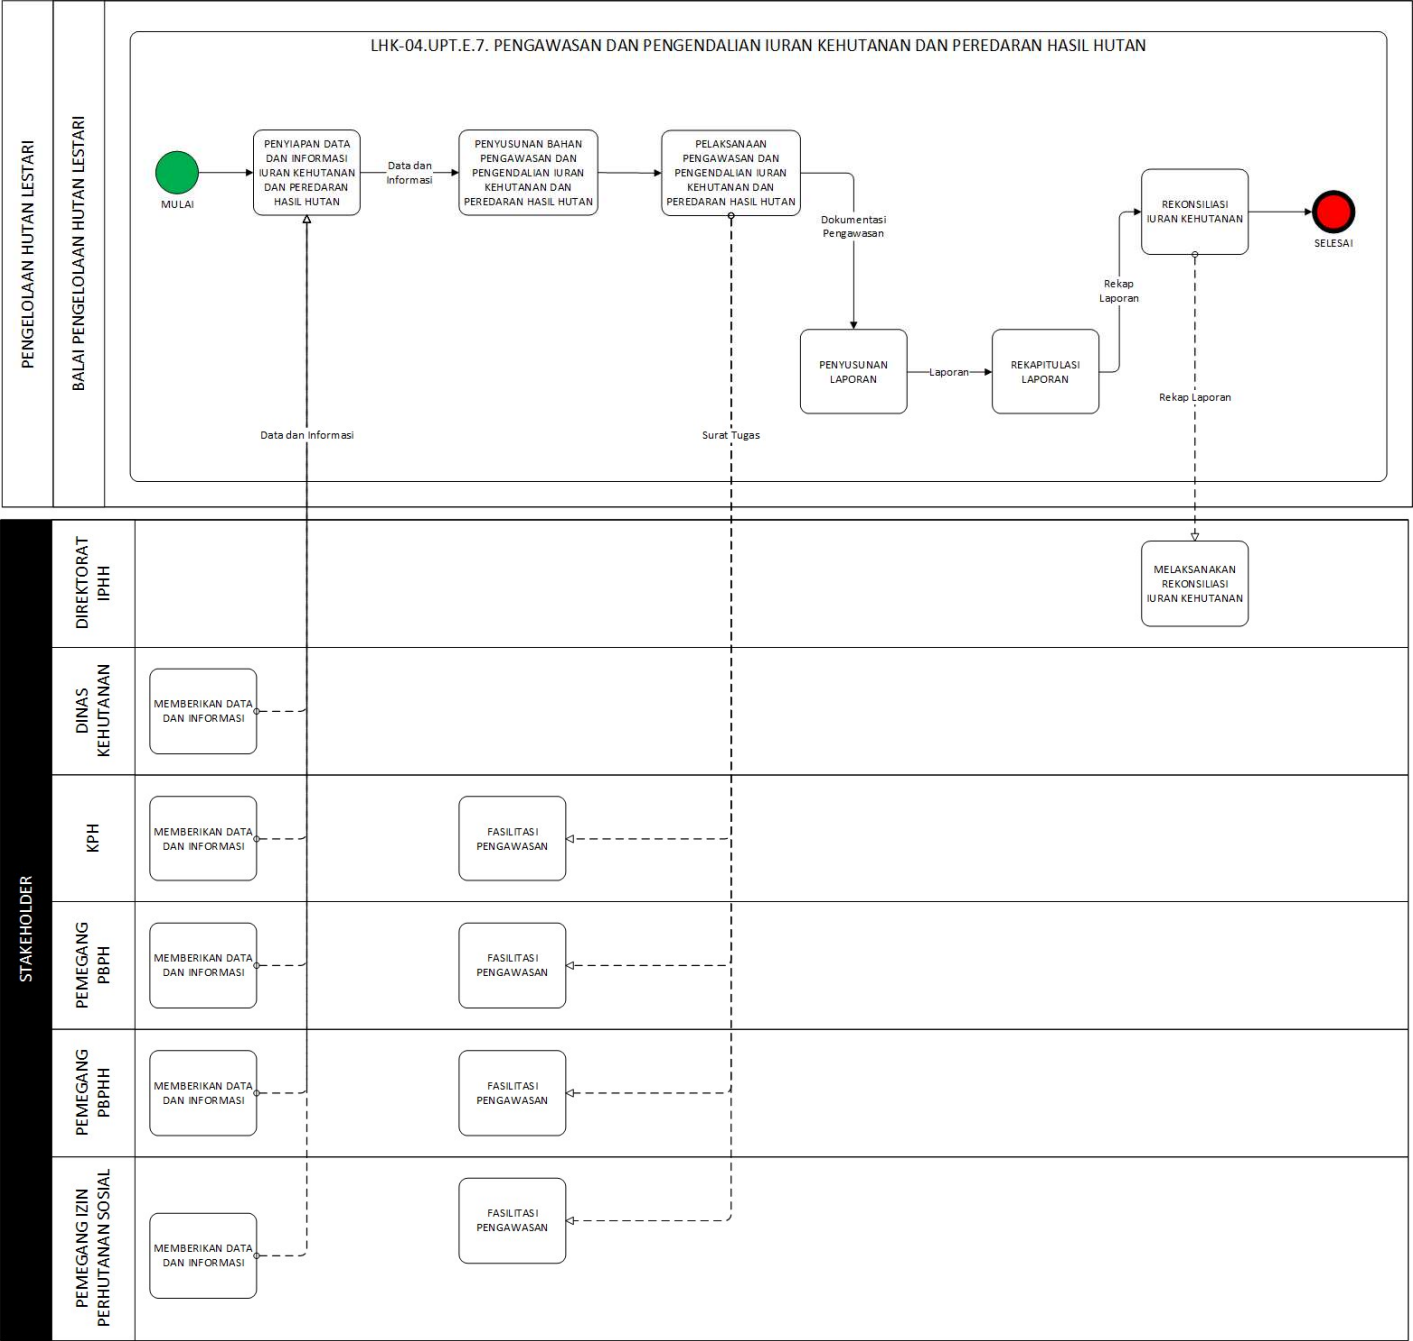 LHK-04.UPT.E.7. PENGAWASAN DAN PENGENDALIAN IURAN KEHUTANAN DAN PEREDARAN HASIL HUTAN
PENGELOLAAN HUTAN LESTARI
BALAI PENGELOLAAN HUTAN LESTARI
MULAI
PENYIAPAN DATA
DAN INFORMASI
IURAN KEHUTANAN
DAN PEREDARAN
HASIL HUTAN
Data dan
Informasi
PENYUSUNAN BAHAN
PENGAWASAN DAN
PENGENDALIAN IURAN
KEHUTANAN DAN
PEREDARAN HASIL HUTAN
PELAKSANAAN
PENGAWASAN DAN
PENGENDALIAN IURAN
KEHUTANAN DAN
PEREDARAN HASIL HUTAN
Dokumentasi
Pengawasan
PENYUSUNAN
LAPORAN
Laporan
REKAPITULASI
LAPORAN
Rekap
Laporan
REKONSILIASI
IURAN KEHUTANAN
SELESAI
Rekap Laporan
Data dan Informasi
Surat Tugas
STAKEHOLDER
DIREKTORAT
IPHH
MELAKSANAKAN
REKONSILIASI
IURAN KEHUTANAN
DINAS
KEHUTANAN
MEMBERIKAN DATA
DAN INFORMASI
KPH
MEMBERIKAN DATA
DAN INFORMASI
FASILITASI
PENGAWASAN
PEMEGANG
PBPH
MEMBERIKAN DATA
DAN INFORMASI
FASILITASI
PENGAWASAN
PEMEGANG
PBPHH
MEMBERIKAN DATA
DAN INFORMASI
FASILITASI
PENGAWASAN
PEMEGANG IZIN
PERHUTANAN SOSIAL
MEMBERIKAN DATA
DAN INFORMASI
FASILITASI
PENGAWASAN